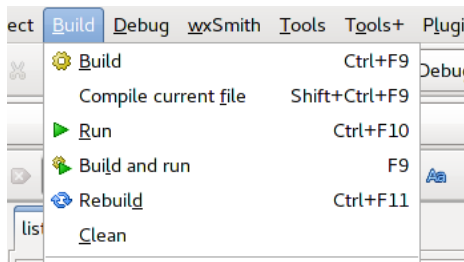 ect Build Debug wxSmith Tools Tools+ Plugi
Build Ctrl+F9 Debu
Compile current file Shift+Ctrl+F9
Run Ctrl+F10
Build and run F9 Aa
Rebuild Ctrl+F11
list
Clean